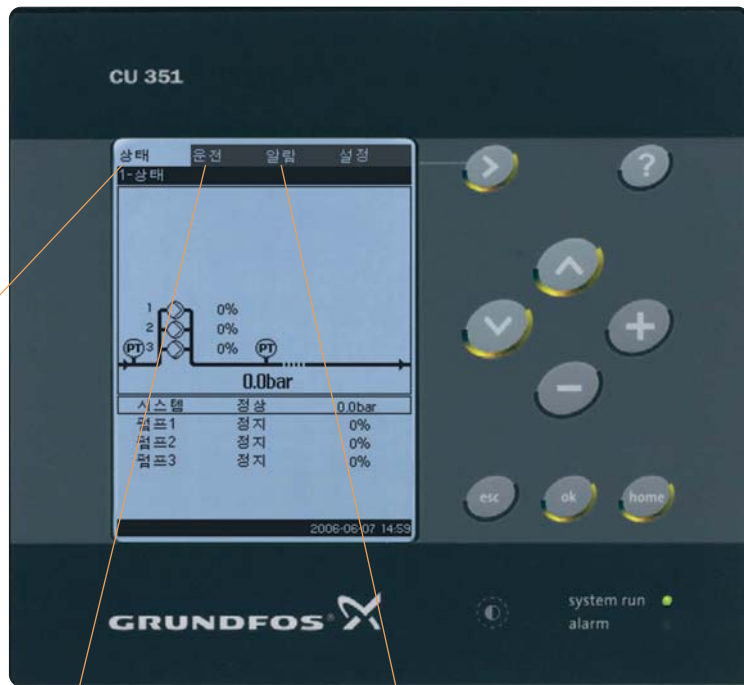 CU 351
상태 운전 알람 설정
1-상태
>
?
1 0%
2 0%
PT 3 0% PT
0.0bar
시스템 정상 0.0bar
펌프1 정지 0%
펌프2 정지 0%
펌프3 정지 0%
2006-06-07 14:59
+
-
esc ok home
GRUNDFOS
system run
alarm